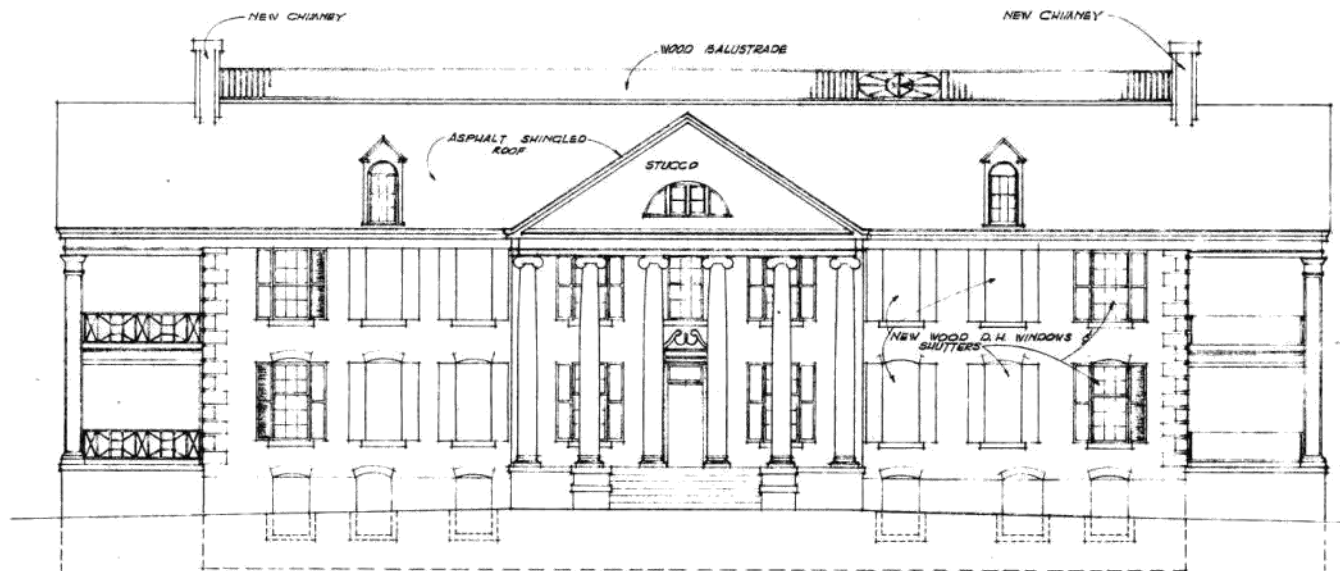 NEW CHIMNEY
NEW CHIMNEY
WOOD BALUSTRADE
ASPHALT SHINGLED
ROOF
STUCCO
NEW WOOD D.H. WINDOWS &
SHUTTERS